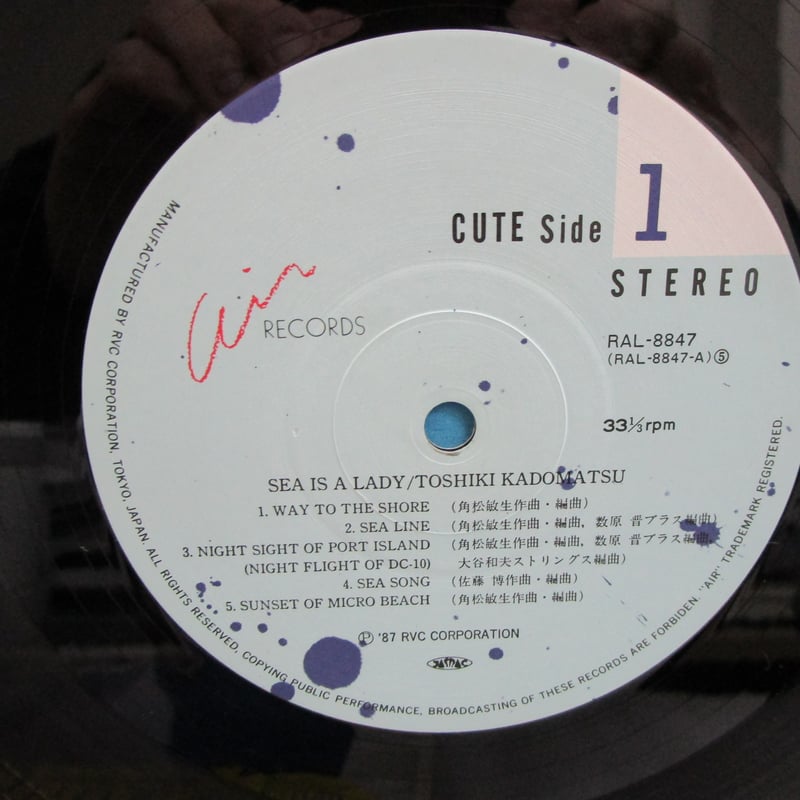 CUTE Side 1
STEREO
Air RECORDS
RAL-8847
(RAL-8847-A)⑤
33⅓rpm
SEA IS A LADY/TOSHIKI KADOMATSU
1. WAY TO THE SHORE (角松敏生作曲・編曲)
2. SEA LINE (角松敏生作曲・編曲, 数原 晋ブラス編曲)
3. NIGHT SIGHT OF PORT ISLAND (角松敏生作曲・編曲, 数原 晋ブラス編曲,
(NIGHT FLIGHT OF DC-10) 大谷和夫ストリングス編曲)
4. SEA SONG (佐藤 博作曲・編曲)
5. SUNSET OF MICRO BEACH (角松敏生作曲・編曲)
Ⓟ '87 RVC CORPORATION
JASRAC
MANUFACTURED BY RVC CORPORATION, TOKYO, JAPAN. ALL RIGHTS RESERVED, COPYING PUBLIC PERFORMANCE, BROADCASTING OF THESE RECORDS ARE FORBIDDEN. "AIR" TRADEMARK REGISTERED.